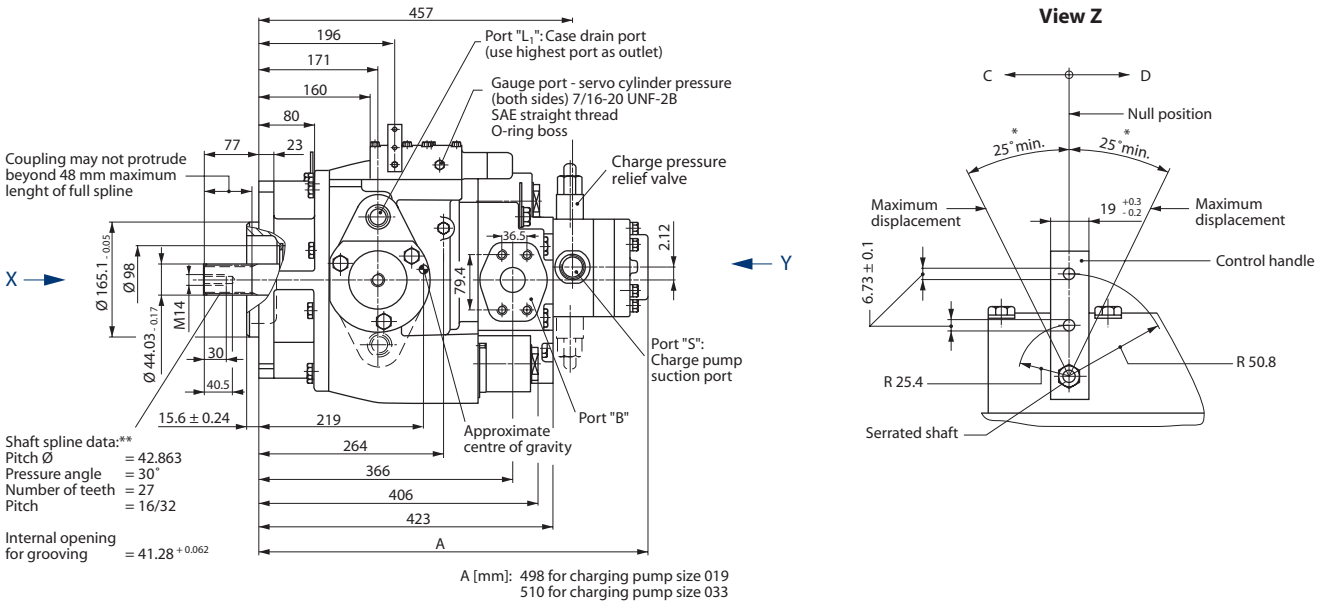 457
196
Port "L₁": Case drain port
(use highest port as outlet)
171
Gauge port - servo cylinder pressure
(both sides) 7/16-20 UNF-2B
SAE straight thread
O-ring boss
160
80
77
23
Coupling may not protrude
beyond 48 mm maximum
lenght of full spline
Charge pressure
relief valve
36.5
2.12
79.4
X
Y
Ø 165.1 - 0.05
Ø 98
M14
Ø 44.03 - 0.17
30
40.5
15.6 ± 0.24
219
Port "S":
Charge pump
suction port
Port "B"
Approximate
centre of gravity
264
366
406
423
A
Shaft spline data:**
Pitch Ø = 42.863
Pressure angle = 30°
Number of teeth = 27
Pitch = 16/32
Internal opening
for grooving = 41.28 + 0.062
A [mm]: 498 for charging pump size 019
510 for charging pump size 033
View Z
C
D
Null position
*
25° min.
*
25° min.
Maximum
displacement
19 +0.3
- 0.2
Maximum
displacement
6.73 ± 0.1
Control handle
R 25.4
R 50.8
Serrated shaft